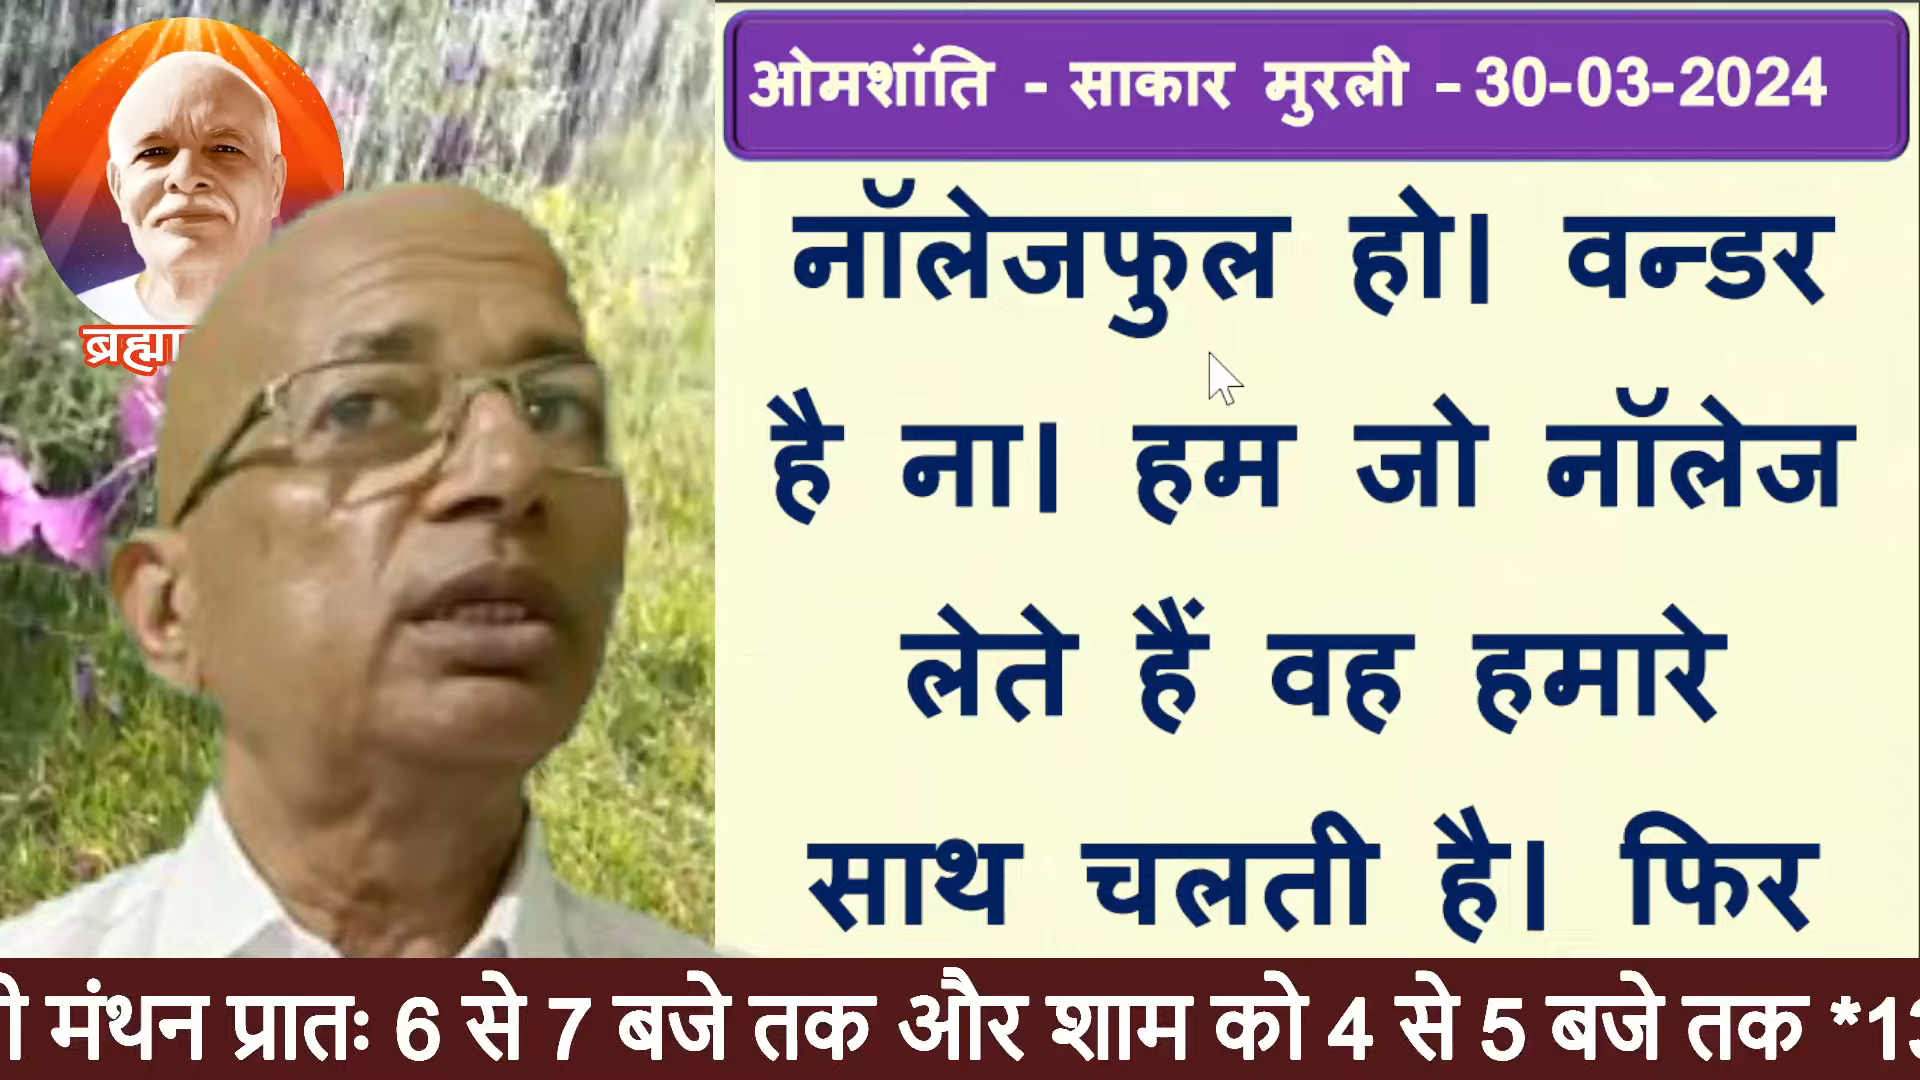 ओमशांति - साकार मुरली - 30-03-2024
नॉलेजफुल हो। वन्डर
है ना। हम जो नॉलेज
लेते हैं वह हमारे
साथ चलती है। फिर
ब्रह्मा
मंथन प्रातः 6 से 7 बजे तक और शाम को 4 से 5 बजे तक